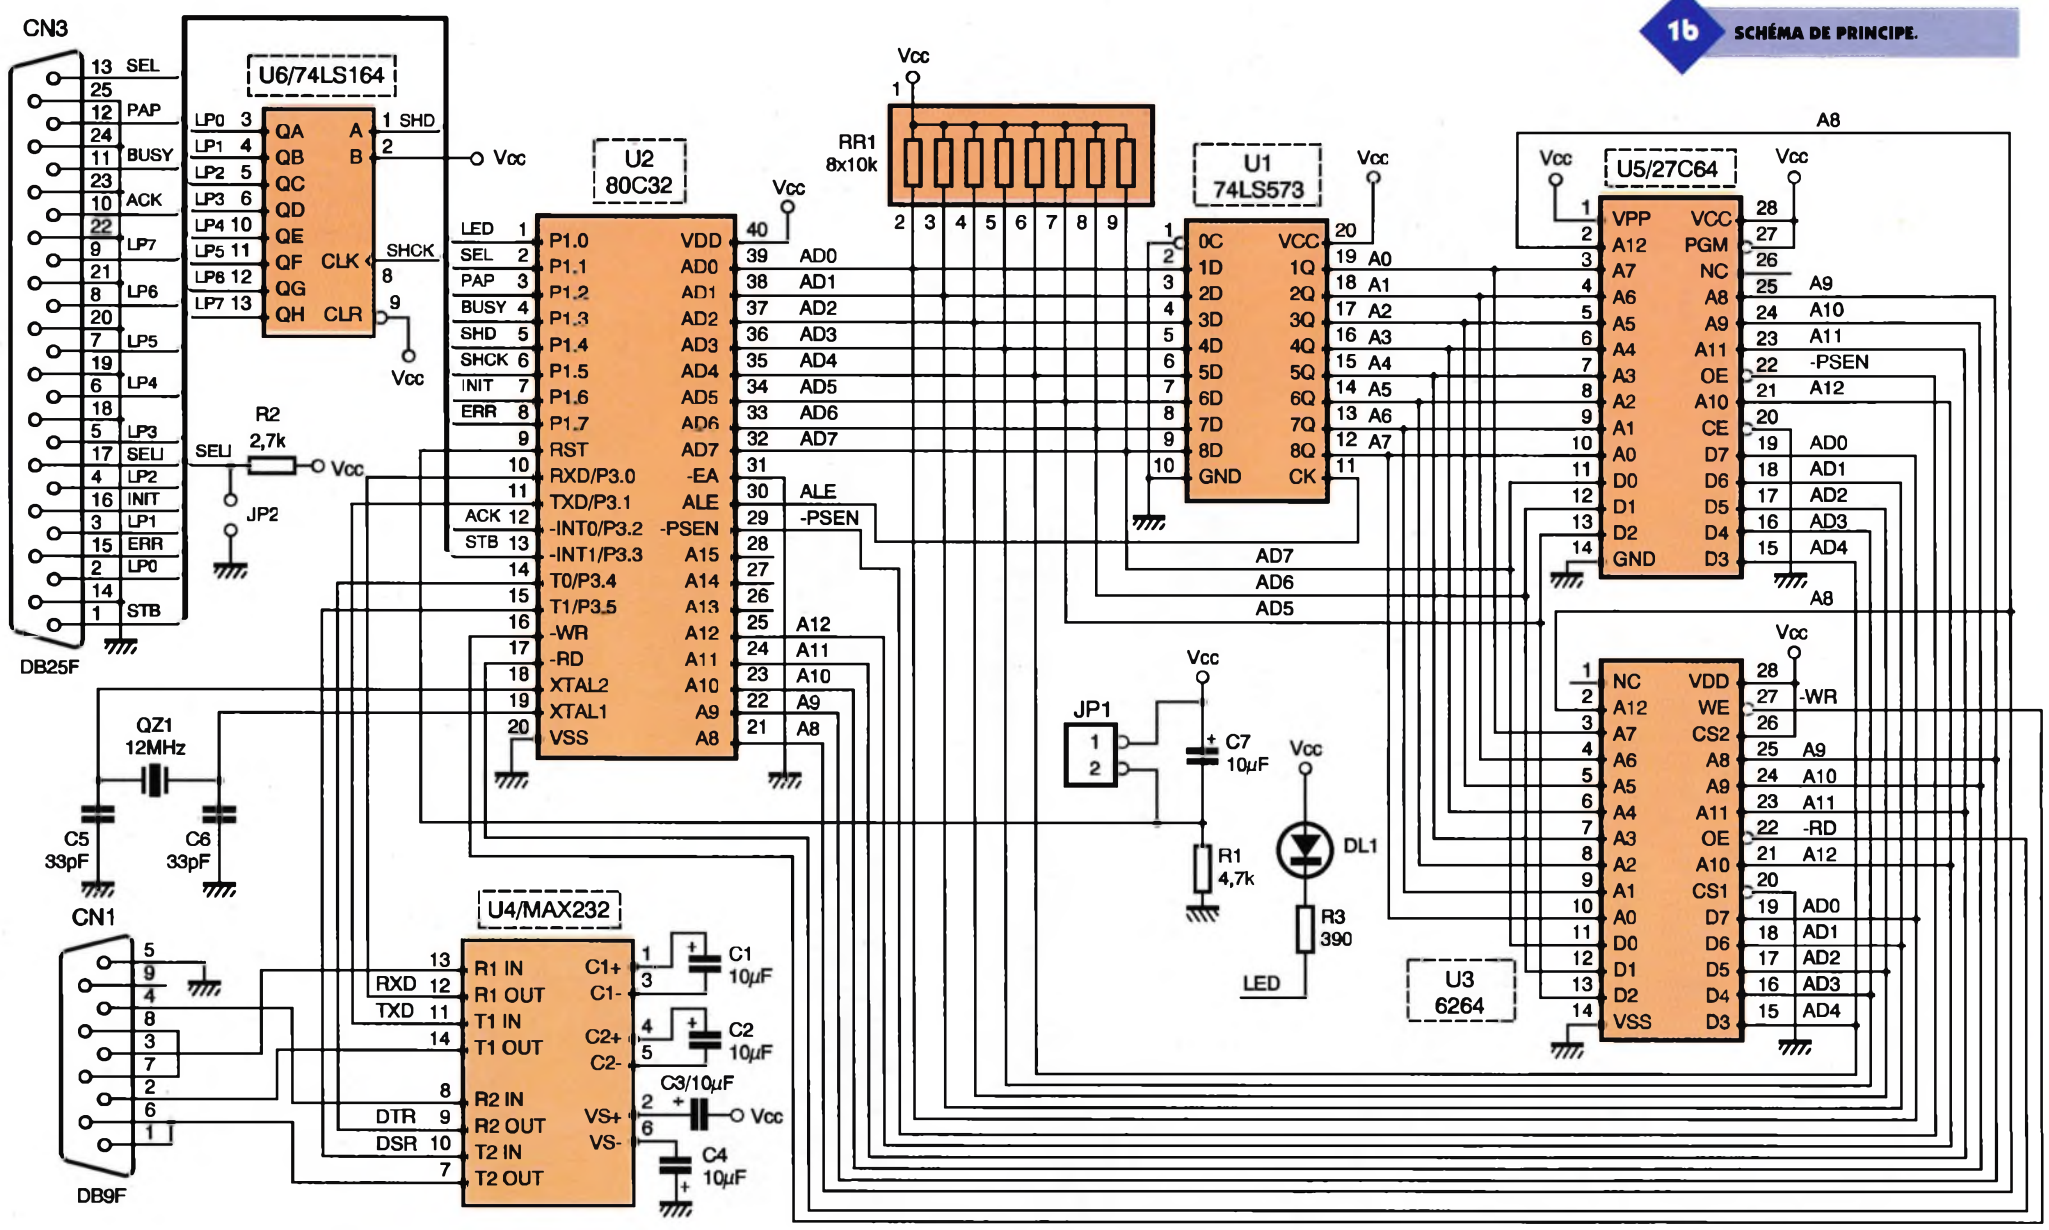 1b
SCHÉMA DE PRINCIPE.
CN3
13 SEL
25
12 PAP
24
11 BUSY
23
10 ACK
22
9 LP7
21
8 LP6
20
7 LP5
19
6 LP4
18
5 LP3
17 SELI
4 LP2
16 INIT
3 LP1
15 ERR
2 LP0
14
1 STB
DB25F
U6/74LS164
LP0 3 QA A 1 SHD
LP1 4 QB B 2 Vcc
LP2 5 QC
LP3 6 QD
LP4 10 QE
LP5 11 QF CLK SHCK
LP6 12 QG 8
LP7 13 QH CLR 9
Vcc
R2
2,7k
SELI
Vcc
JP2
U2
80C32
Vcc
LED 1 P1.0 VDD 40
SEL 2 P1.1 AD0 39 AD0
PAP 3 P1.2 AD1 38 AD1
BUSY 4 P1.3 AD2 37 AD2
SHD 5 P1.4 AD3 36 AD3
SHCK 6 P1.5 AD4 35 AD4
INIT 7 P1.6 AD5 34 AD5
ERR 8 P1.7 AD6 33 AD6
9 RST AD7 32 AD7
10 RXD/P3.0 -EA 31
11 TXD/P3.1 ALE 30 ALE
ACK 12 -INT0/P3.2 -PSEN 29 -PSEN
STB 13 -INT1/P3.3 A15 28
14 T0/P3.4 A14 27
15 T1/P3.5 A13 26
16 -WR A12 25 A12
17 -RD A11 24 A11
18 XTAL2 A10 23 A10
19 XTAL1 A9 22 A9
20 VSS A8 21 A8
QZ1
12MHz
C5
33pF
C6
33pF
CN1
5
9
4
8
3
7
2
6
1
DB9F
U4/MAX232
13 R1 IN C1+ 1
RXD 12 R1 OUT C1- 3
TXD 11 T1 IN C2+ 4
14 T1 OUT C2- 5
8 R2 IN
DTR 9 R2 OUT VS+ 2
DSR 10 T2 IN VS- 6
7 T2 OUT
C1
10µF
C2
10µF
C3/10µF
Vcc
C4
10µF
Vcc
1
RR1
8x10k
2 3 4 5 6 7 8 9
U1
74LS573
Vcc
1 0C VCC 20
2 1D 1Q 19 A0
3 2D 2Q 18 A1
4 3D 3Q 17 A2
5 4D 4Q 16 A3
6 5D 5Q 15 A4
7 6D 6Q 14 A5
8 7D 7Q 13 A6
9 8D 8Q 12 A7
10 GND CK 11
AD7
AD6
AD5
Vcc
JP1
1
2
C7
10µF
R1
4,7k
Vcc
DL1
R3
390
LED
A8
U5/27C64
Vcc
Vcc
1 VPP VCC 28
2 A12 PGM 27
3 A7 NC 26
4 A6 A8 25 A9
5 A5 A9 24 A10
6 A4 A11 23 A11
7 A3 OE 22 -PSEN
8 A2 A10 21 A12
9 A1 CE 20
10 A0 D7 19 AD0
11 D0 D6 18 AD1
12 D1 D5 17 AD2
13 D2 D4 16 AD3
14 GND D3 15 AD4
A8
Vcc
1 NC VDD 28
2 A12 WE 27 -WR
3 A7 CS2 26
4 A6 A8 25 A9
5 A5 A9 24 A10
6 A4 A11 23 A11
7 A3 OE 22 -RD
8 A2 A10 21 A12
9 A1 CS1 20
10 A0 D7 19 AD0
11 D0 D6 18 AD1
12 D1 D5 17 AD2
13 D2 D4 16 AD3
14 VSS D3 15 AD4
U3
6264